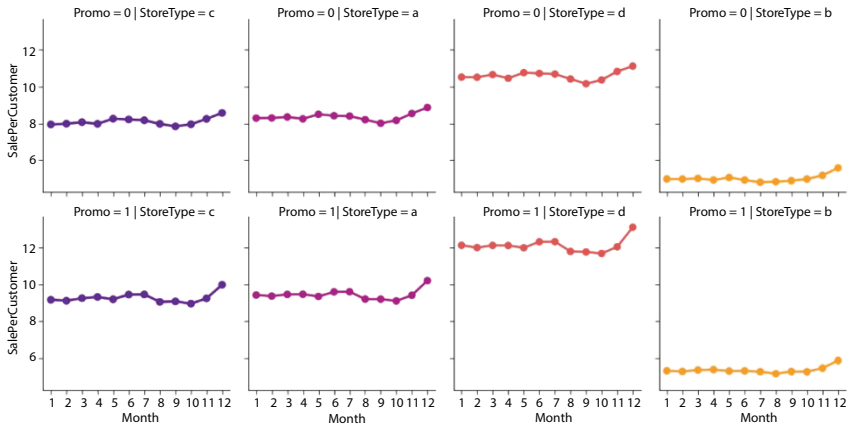 Promo = 0 | StoreType = c
Promo = 0 | StoreType = a
Promo = 0 | StoreType = d
Promo = 0 | StoreType = b
SalePerCustomer
12
10
8
6
Promo = 1 | StoreType = c
Promo = 1 | StoreType = a
Promo = 1 | StoreType = d
Promo = 1 | StoreType = b
SalePerCustomer
12
10
8
6
1 2 3 4 5 6 7 8 9 10 11 12
1 2 3 4 5 6 7 8 9 10 11 12
1 2 3 4 5 6 7 8 9 10 11 12
1 2 3 4 5 6 7 8 9 10 11 12
Month
Month
Month
Month